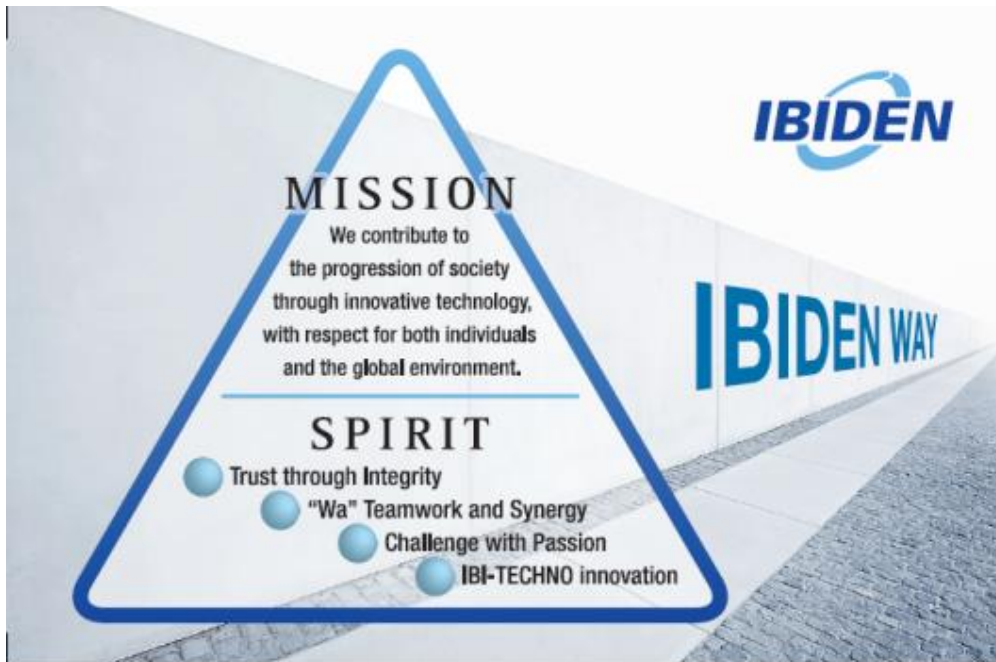 IBIDEN
MISSION
We contribute to
the progression of society
through innovative technology,
with respect for both individuals
and the global environment.
IBIDEN WAY
SPIRIT
Trust through Integrity
“Wa” Teamwork and Synergy
Challenge with Passion
IBI-TECHNO innovation